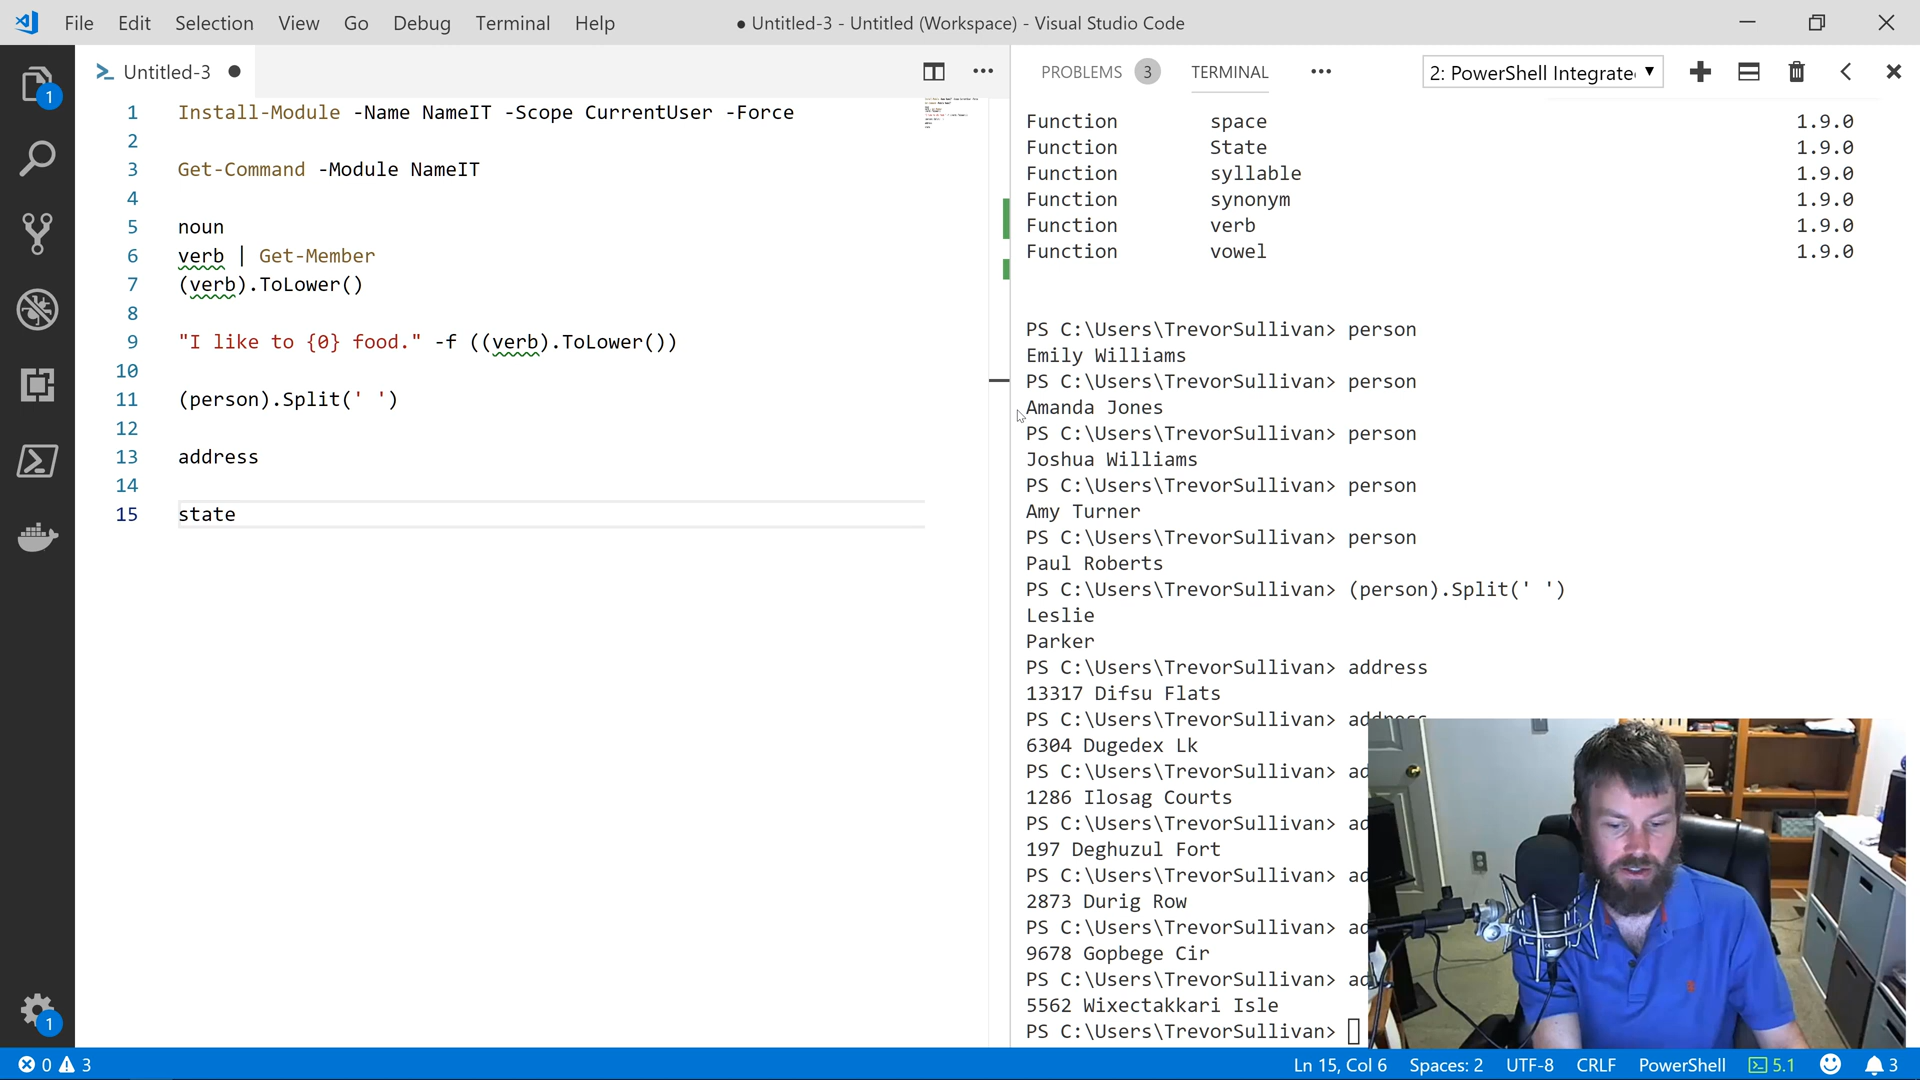 File Edit Selection View Go Debug Terminal Help
● Untitled-3 - Untitled (Workspace) - Visual Studio Code
Untitled-3
PROBLEMS 3 TERMINAL
2: PowerShell Integrate
1 Install-Module -Name NameIT -Scope CurrentUser -Force
2
3 Get-Command -Module NameIT
4
5 noun
6 verb | Get-Member
7 (verb).ToLower()
8
9 "I like to {0} food." -f ((verb).ToLower())
10
11 (person).Split(' ')
12
13 address
14
15 state
Function space 1.9.0
Function State 1.9.0
Function syllable 1.9.0
Function synonym 1.9.0
Function verb 1.9.0
Function vowel 1.9.0
PS C:\Users\TrevorSullivan> person
Emily Williams
PS C:\Users\TrevorSullivan> person
Amanda Jones
PS C:\Users\TrevorSullivan> person
Joshua Williams
PS C:\Users\TrevorSullivan> person
Amy Turner
PS C:\Users\TrevorSullivan> person
Paul Roberts
PS C:\Users\TrevorSullivan> (person).Split(' ')
Leslie
Parker
PS C:\Users\TrevorSullivan> address
13317 Difsu Flats
PS C:\Users\TrevorSullivan> address
6304 Dugedex Lk
PS C:\Users\TrevorSullivan> ad
1286 Ilosag Courts
PS C:\Users\TrevorSullivan> ad
197 Deghuzul Fort
PS C:\Users\TrevorSullivan> ad
2873 Durig Row
PS C:\Users\TrevorSullivan> ad
9678 Gopbege Cir
PS C:\Users\TrevorSullivan> ad
5562 Wixectakkari Isle
PS C:\Users\TrevorSullivan>
1
1
0 3
Ln 15, Col 6 Spaces: 2 UTF-8 CRLF PowerShell 5.1 3